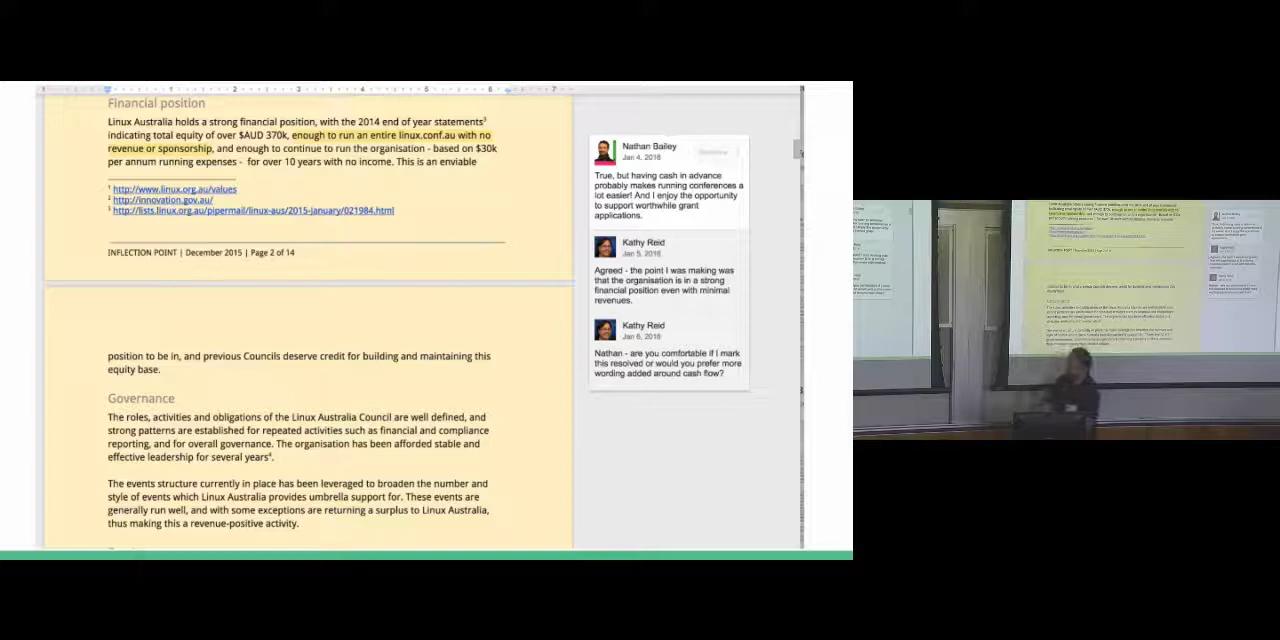 Financial position
Linux Australia holds a strong financial position, with the 2014 end of year statements³
indicating total equity of over $AUD 370k, enough to run an entire linux.conf.au with no
revenue or sponsorship, and enough to continue to run the organisation - based on $30k
per annum running expenses - for over 10 years with no income. This is an enviable
¹ http://www.linux.org.au/values
² http://innovation.gov.au/
³ http://lists.linux.org.au/pipermail/linux-aus/2015-january/021984.html
INFLECTION POINT | December 2015 | Page 2 of 14
position to be in, and previous Councils deserve credit for building and maintaining this
equity base.
Governance
The roles, activities and obligations of the Linux Australia Council are well defined, and
strong patterns are established for repeated activities such as financial and compliance
reporting, and for overall governance. The organisation has been afforded stable and
effective leadership for several years⁴.
The events structure currently in place has been leveraged to broaden the number and
style of events which Linux Australia provides umbrella support for. These events are
generally run well, and with some exceptions are returning a surplus to Linux Australia,
thus making this a revenue-positive activity.
Nathan Bailey
Jan 4, 2016
True, but having cash in advance
probably makes running conferences a
lot easier! And I enjoy the opportunity
to support worthwhile grant
applications.
Kathy Reid
Jan 5, 2016
Agreed - the point I was making was
that the organisation is in a strong
financial position even with minimal
revenues.
Kathy Reid
Jan 6, 2016
Nathan - are you comfortable if I mark
this resolved or would you prefer more
wording added around cash flow?